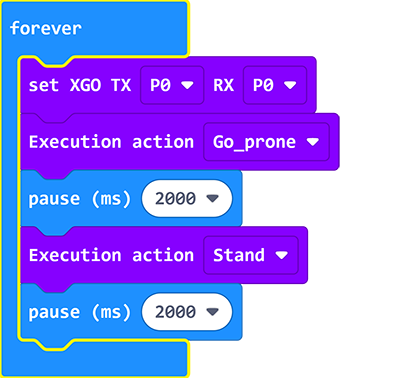 forever
set XGO TX P0 RX P0
Execution action Go_prone
pause (ms) 2000
Execution action Stand
pause (ms) 2000